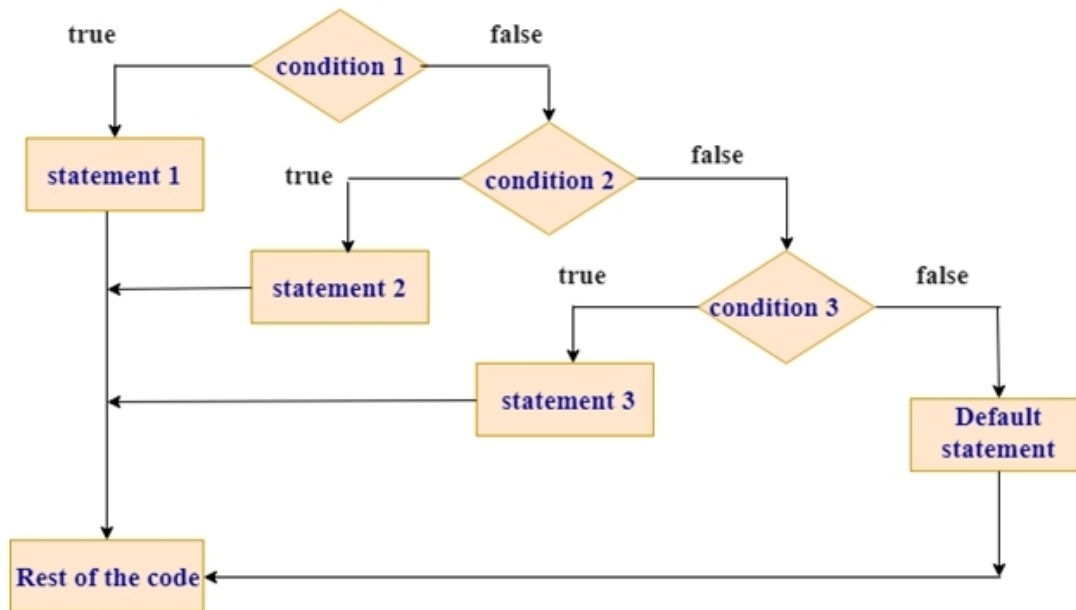 true
false
condition 1
statement 1
true
condition 2
false
statement 2
true
condition 3
false
statement 3
Default
statement
Rest of the code